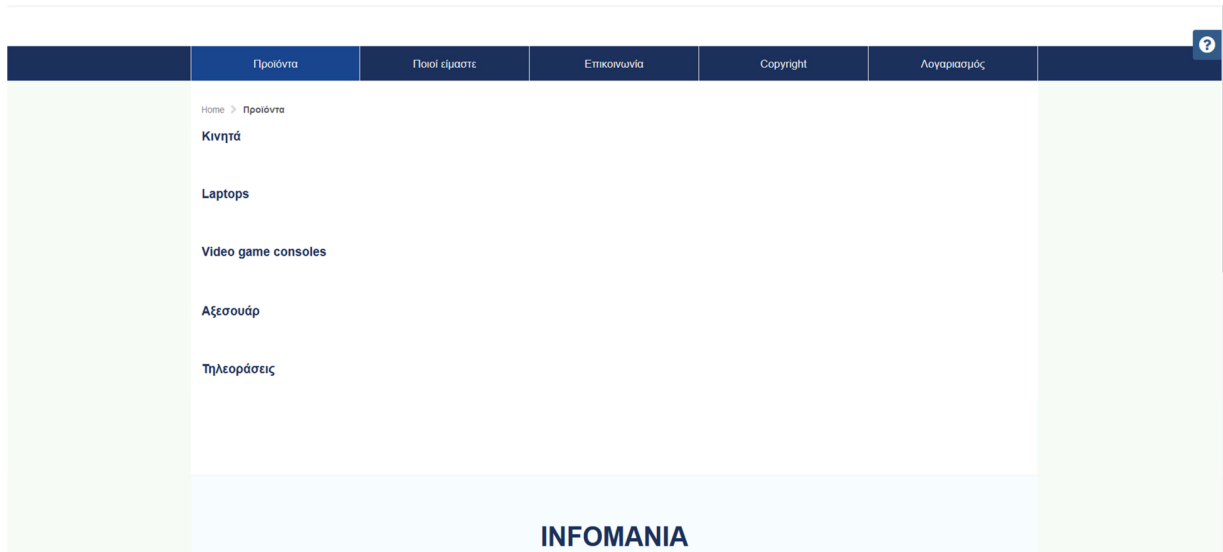 Προϊόντα Ποιοί είμαστε Επικοινωνία Copyright Λογαριασμός
Home > Προϊόντα
Κινητά
Laptops
Video game consoles
Αξεσουάρ
Τηλεοράσεις
INFOMANIA